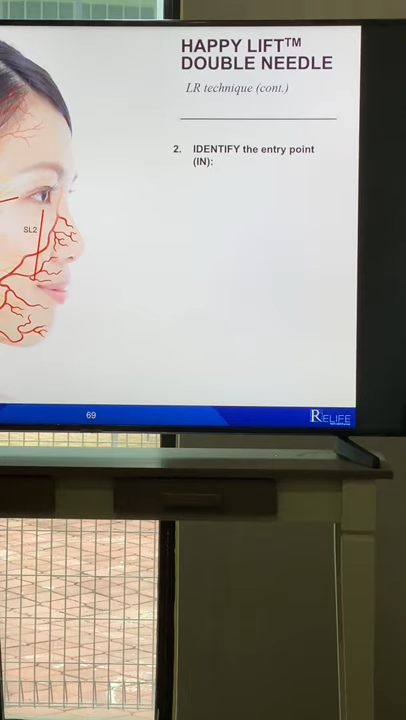 HAPPY LIFT™
DOUBLE NEEDLE
LR technique (cont.)
2. IDENTIFY the entry point
(IN):
SL2
69
RELIFE